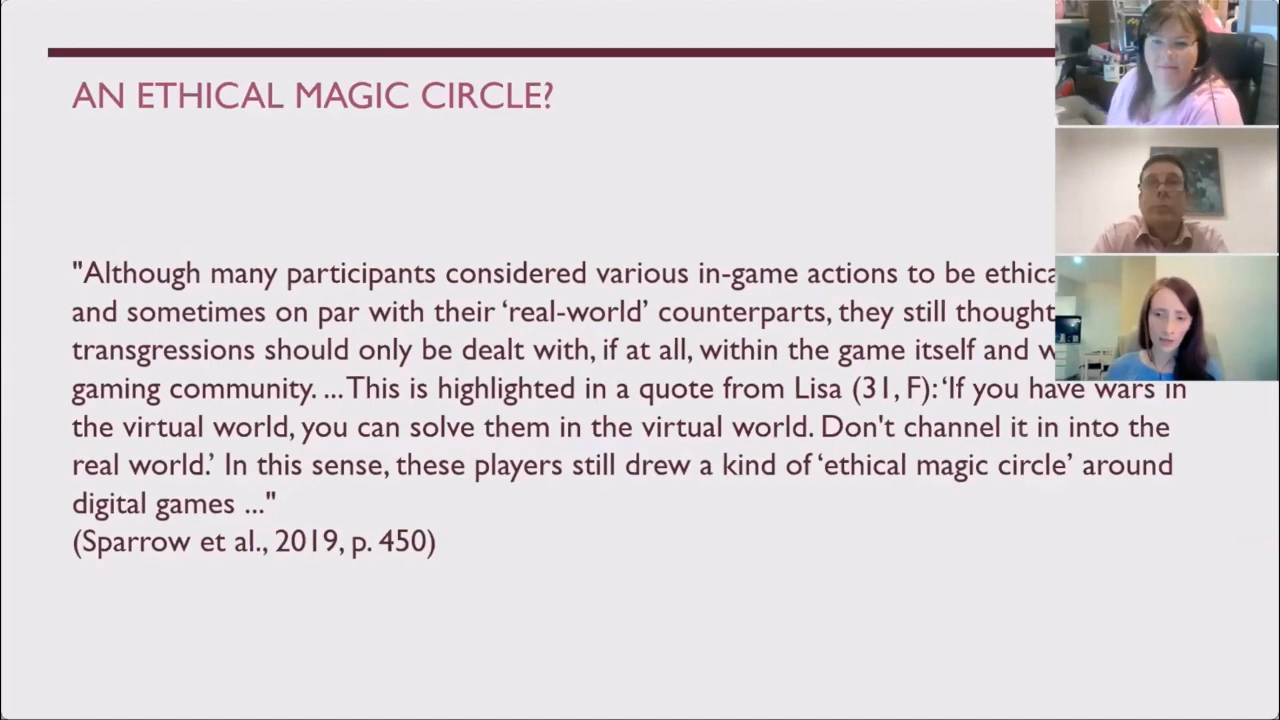 AN ETHICAL MAGIC CIRCLE?
"Although many participants considered various in-game actions to be
and sometimes on par with their ‘real-world’ counterparts, they still thought
transgressions should only be dealt with, if at all, within the game itself and
gaming community. ... This is highlighted in a quote from Lisa (31, F): ‘If you have wars in
the virtual world, you can solve them in the virtual world. Don't channel it in into the
real world.’ In this sense, these players still drew a kind of ‘ethical magic circle’ around
digital games ..."
(Sparrow et al., 2019, p. 450)